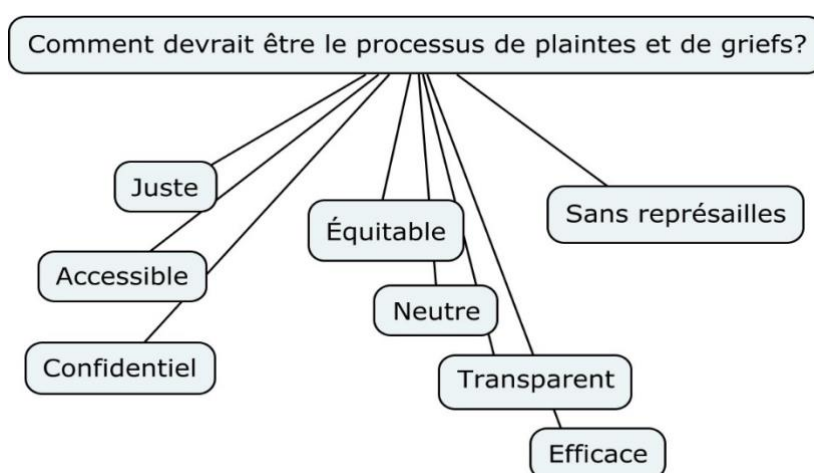 Comment devrait être le processus de plaintes et de griefs?
Juste
Accessible
Confidentiel
Équitable
Neutre
Transparent
Efficace
Sans représailles